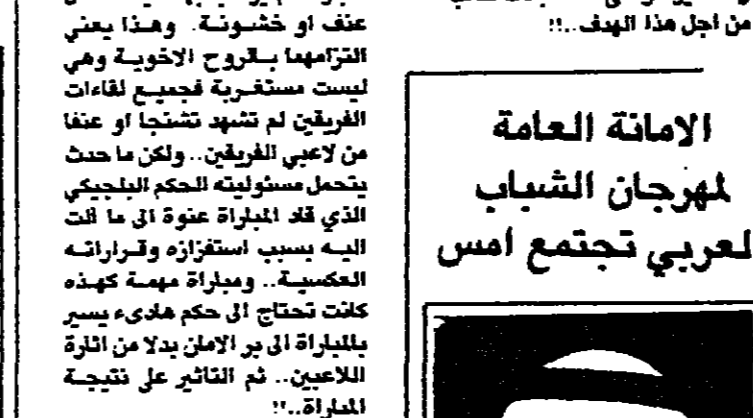 عنف او خشونة. وهذا يعني
التزامهما بالروح الاخوية وهي
ليست مستغربة فجميع لقاءات
الفريقين لم تشهد تشنجا او عنفا
من لاعبي الفريقين.. ولكن ما حدث
يتحمل مسئوليته الحكم البلجيكي
الذي قاد المباراة عنوة الى ما الت
اليه بسبب استفزازه وقراراته
العكسية.. ومباراة مهمة كهذه
كانت تحتاج الى حكم هادىء يسير
بالمباراة الى بر الامان بدلا من اثارة
اللاعبين.. ثم التاثير على نتيجة
المباراة..!!
من اجل هذا الهدف..!!
الامانة العامة
لمهرجان الشباب
لعربي تجتمع امس